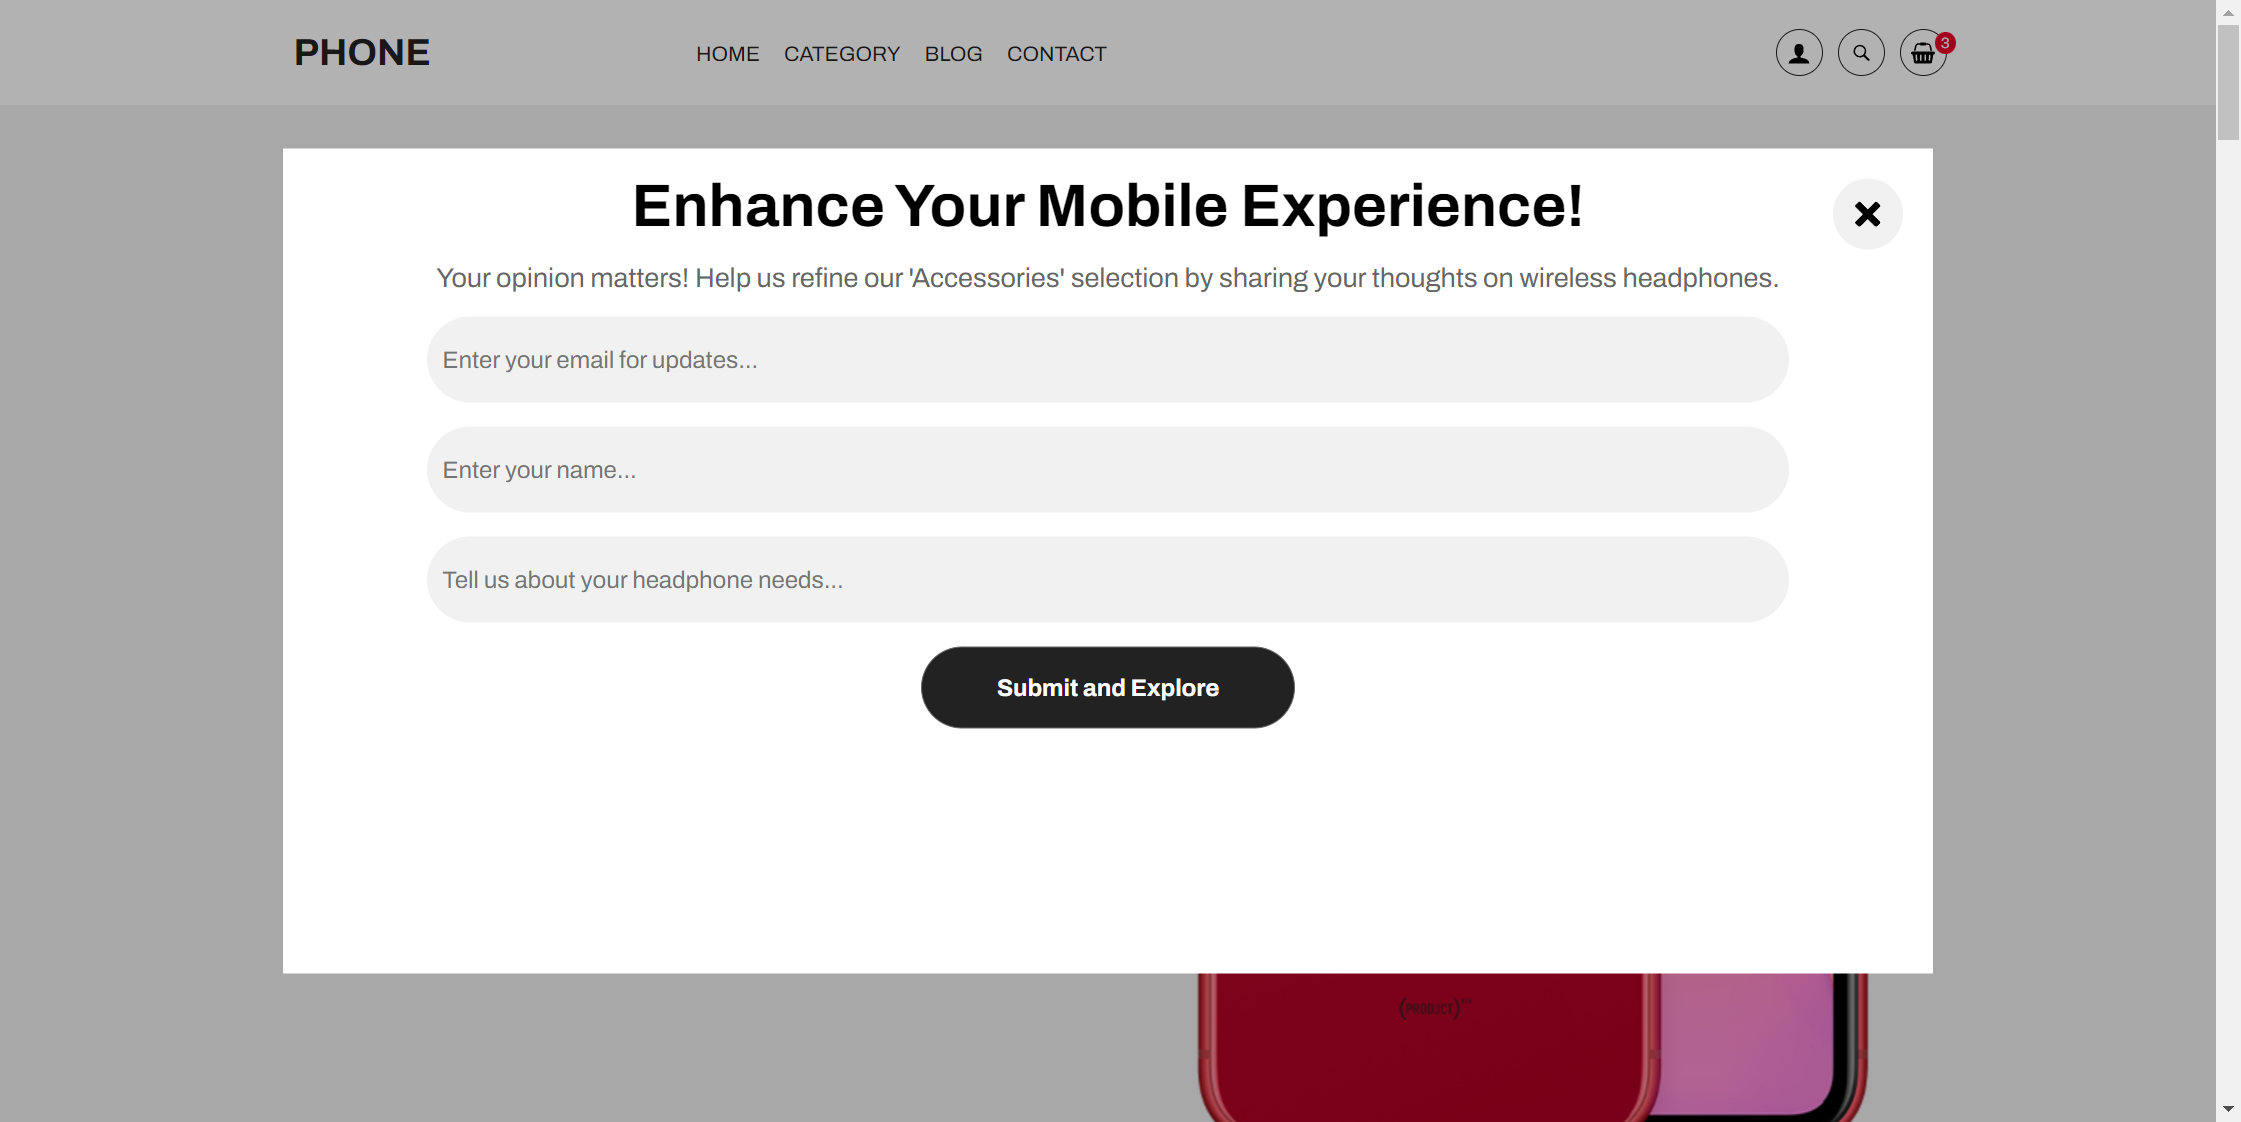 PHONE
HOME CATEGORY BLOG CONTACT
3
Enhance Your Mobile Experience!
Your opinion matters! Help us refine our 'Accessories' selection by sharing your thoughts on wireless headphones.
Enter your email for updates...
Enter your name...
Tell us about your headphone needs...
Submit and Explore
(PRODUCT)